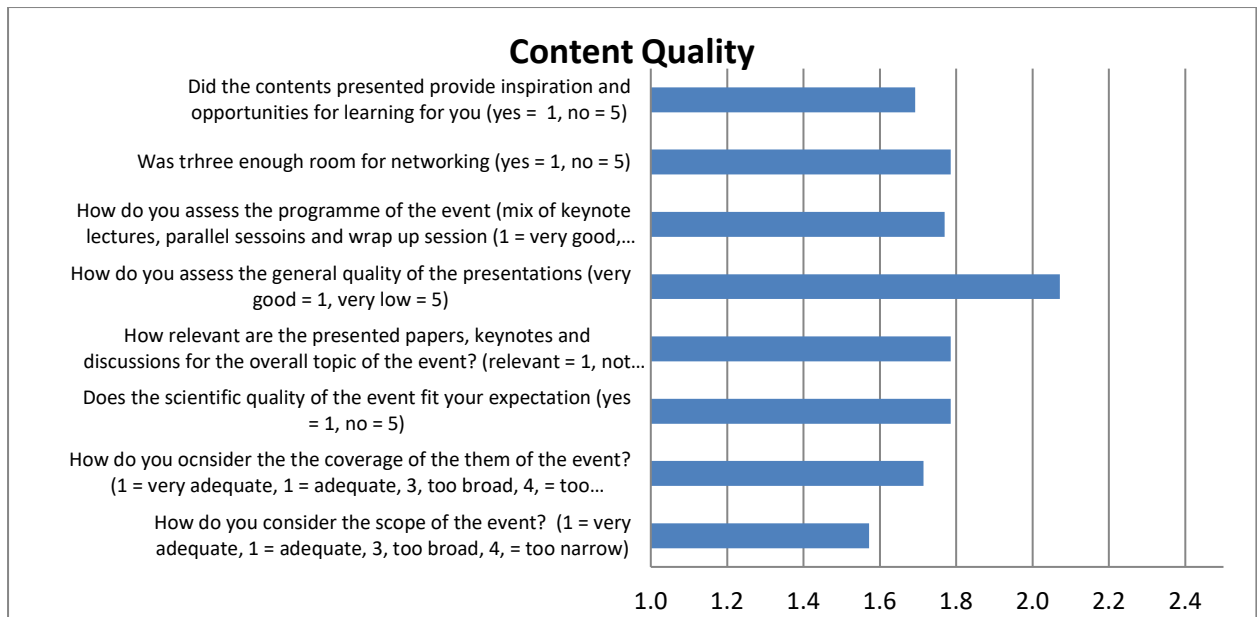 Content Quality
Did the contents presented provide inspiration and
opportunities for learning for you (yes =  1, no = 5)
Was trhree enough room for networking (yes = 1, no = 5)
How do you assess the programme of the event (mix of keynote
lectures, parallel sessoins and wrap up session (1 = very good,...
How do you assess the general quality of the presentations (very
good = 1, very low = 5)
How relevant are the presented papers, keynotes and
discussions for the overall topic of the event? (relevant = 1, not...
Does the scientific quality of the event fit your expectation (yes
= 1, no = 5)
How do you ocnsider the the coverage of the them of the event?
(1 = very adequate, 1 = adequate, 3, too broad, 4, = too...
How do you consider the scope of the event?  (1 = very
adequate, 1 = adequate, 3, too broad, 4, = too narrow)
1.0 1.2 1.4 1.6 1.8 2.0 2.2 2.4